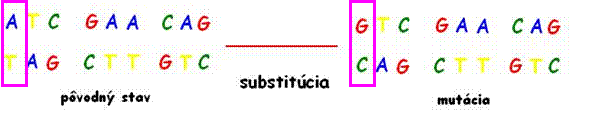 ATC GAA CAG
TAG CTT GTC
pôvodný stav
substitúcia
GTC GAA CAG
CAG CTT GTC
mutácia